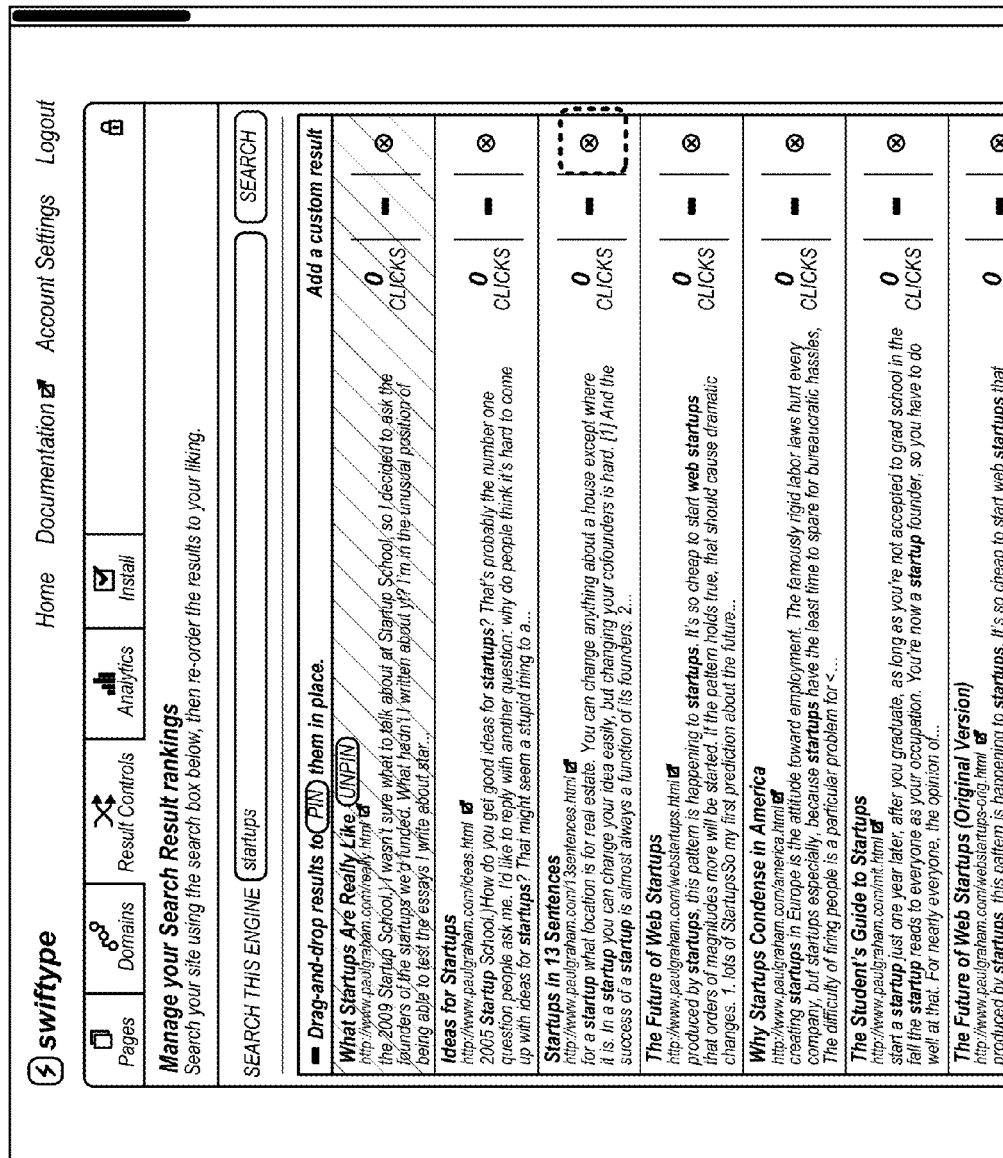 swiftype
Home Documentation Account Settings Logout
Pages Domains Result Controls Analytics Install
Manage your Search Result rankings
Search your site using the search box below, then re-order the results to your liking.
SEARCH THIS ENGINE startups SEARCH
Drag-and-drop results to PIN them in place. Add a custom result
What Startups Are Really Like UNPIN
http://www.paulgraham.com/really.html
the 2009 Startup School.) I wasn't sure what to talk about at Startup School, so I decided to ask the
founders of the startups we'd funded. What hadn't I written about yt? I'm in the unusual position of
being able to test the essays I write about star...
0
CLICKS
Ideas for Startups
http://www.paulgraham.com/ideas.html
2005 Startup School.)How do you get good ideas for startups? That's probably the number one
question people ask me. I'd like to reply with another question: why do people think it's hard to come
up with ideas for startups? That might seem a stupid thing to a...
0
CLICKS
Startups in 13 Sentences
http://www.paulgraham.com/13sentences.html
for a startup what location is for real estate. You can change anything about a house except where
it is. In a startup you can change your idea easily, but changing your cofounders is hard. [1] And the
success of a startup is almost always a function of its founders. 2...
0
CLICKS
The Future of Web Startups
http://www.paulgraham.com/webstartups.html
produced by startups, this pattern is happening to startups. It's so cheap to start web startups
that orders of magnitudes more will be started. If the pattern holds true, that should cause dramatic
changes. 1. lots of StartupsSo my first prediction about the future...
0
CLICKS
Why Startups Condense in America
http://www.paulgraham.com/america.html
creating startups in Europe is the attitude toward employment. The famously rigid labor laws hurt every
company, but startups especially, because startups have the least time to spare for bureaucratic hassles,
The difficulty of firing people is a particular problem for <...
0
CLICKS
The Student's Guide to Startups
http://www.paulgraham.com/mit.html
start a startup just one year later, after you graduate, as long as you're not accepted to grad school in the
fall the startup reads to everyone as your occupation. You're now a startup founder, so you have to do
well at that. For nearly everyone, the opinion of...
0
CLICKS
The Future of Web Startups (Original Version)
http://www.paulgraham.com/webstartups-orig.html
produced by startups, this pattern is happening to startups. It's so cheap to start web startups that
0